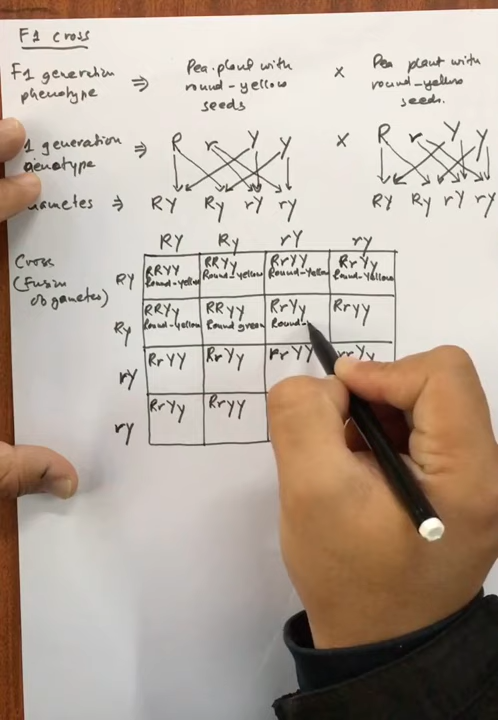 F1 cross
F1 generation phenotype ⇒ Pea plant with round-yellow seeds × Pea plant with round-yellow seeds.
1 generation genotype ⇒ R r Y y × R r Y y
gametes ⇒ RY Ry rY ry RY Ry rY ry
Cross (Fusion of gametes)
RY Ry rY ry
RY RRYY RRYy RrYY RrYy
Round-yellow Round-yellow Round-yellow Round-yellow
Ry RRYy RRyy RrYy Rryy
Round-yellow Round green Round-
rY RrYY RrYy rrYY rrYy
ry RrYy Rryy